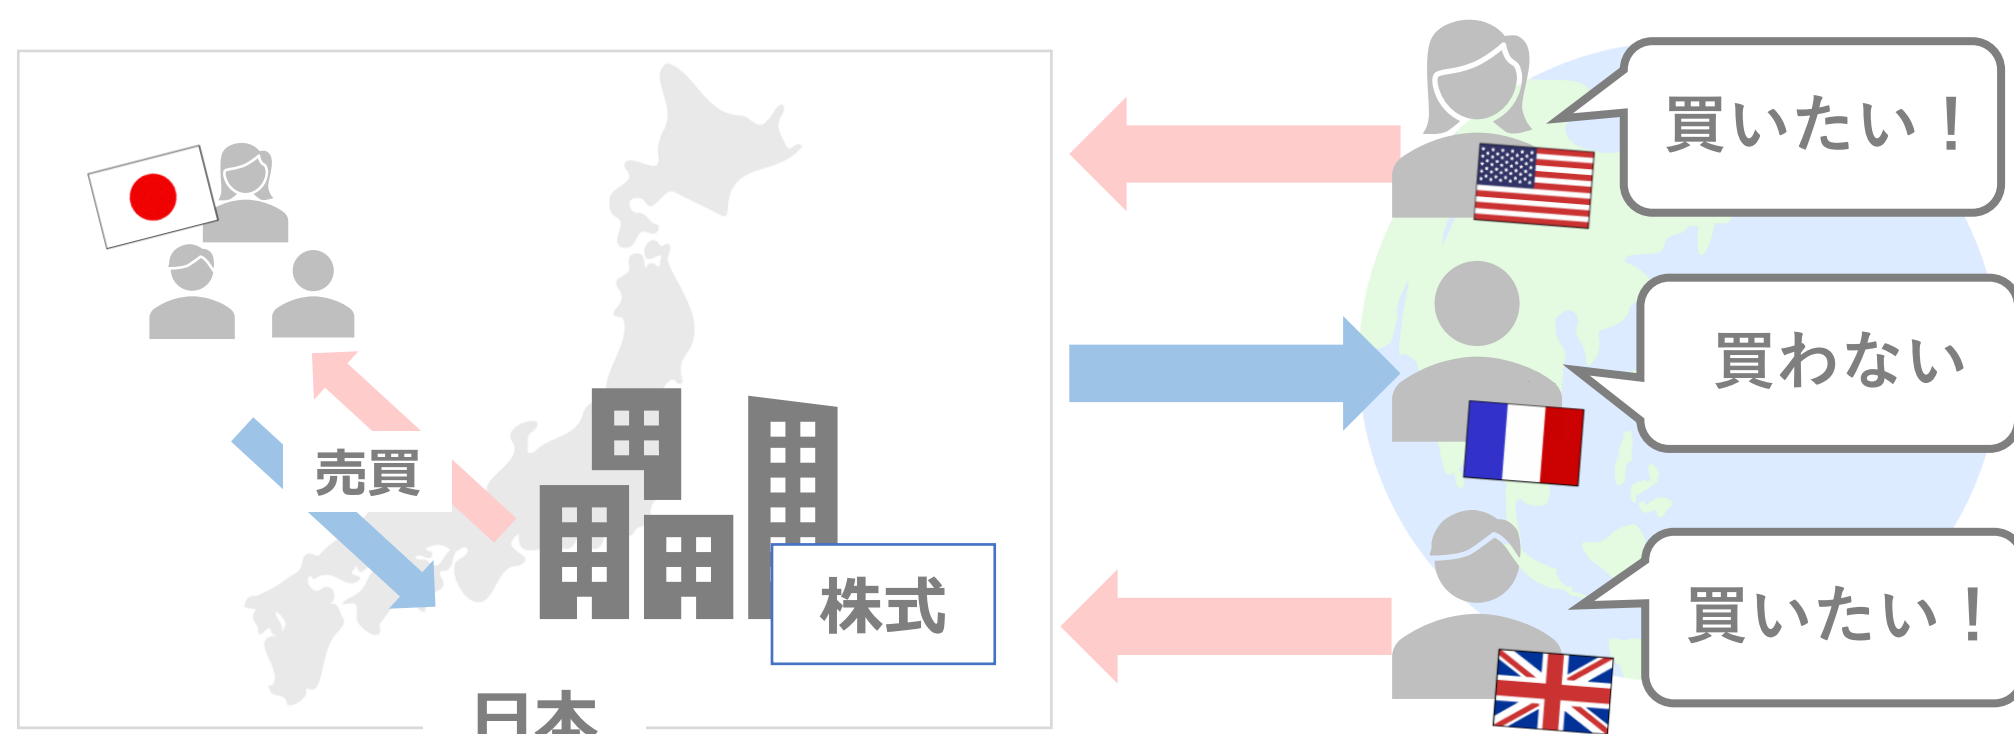 買いたい！
買わない
売買
株式
買いたい！
日本